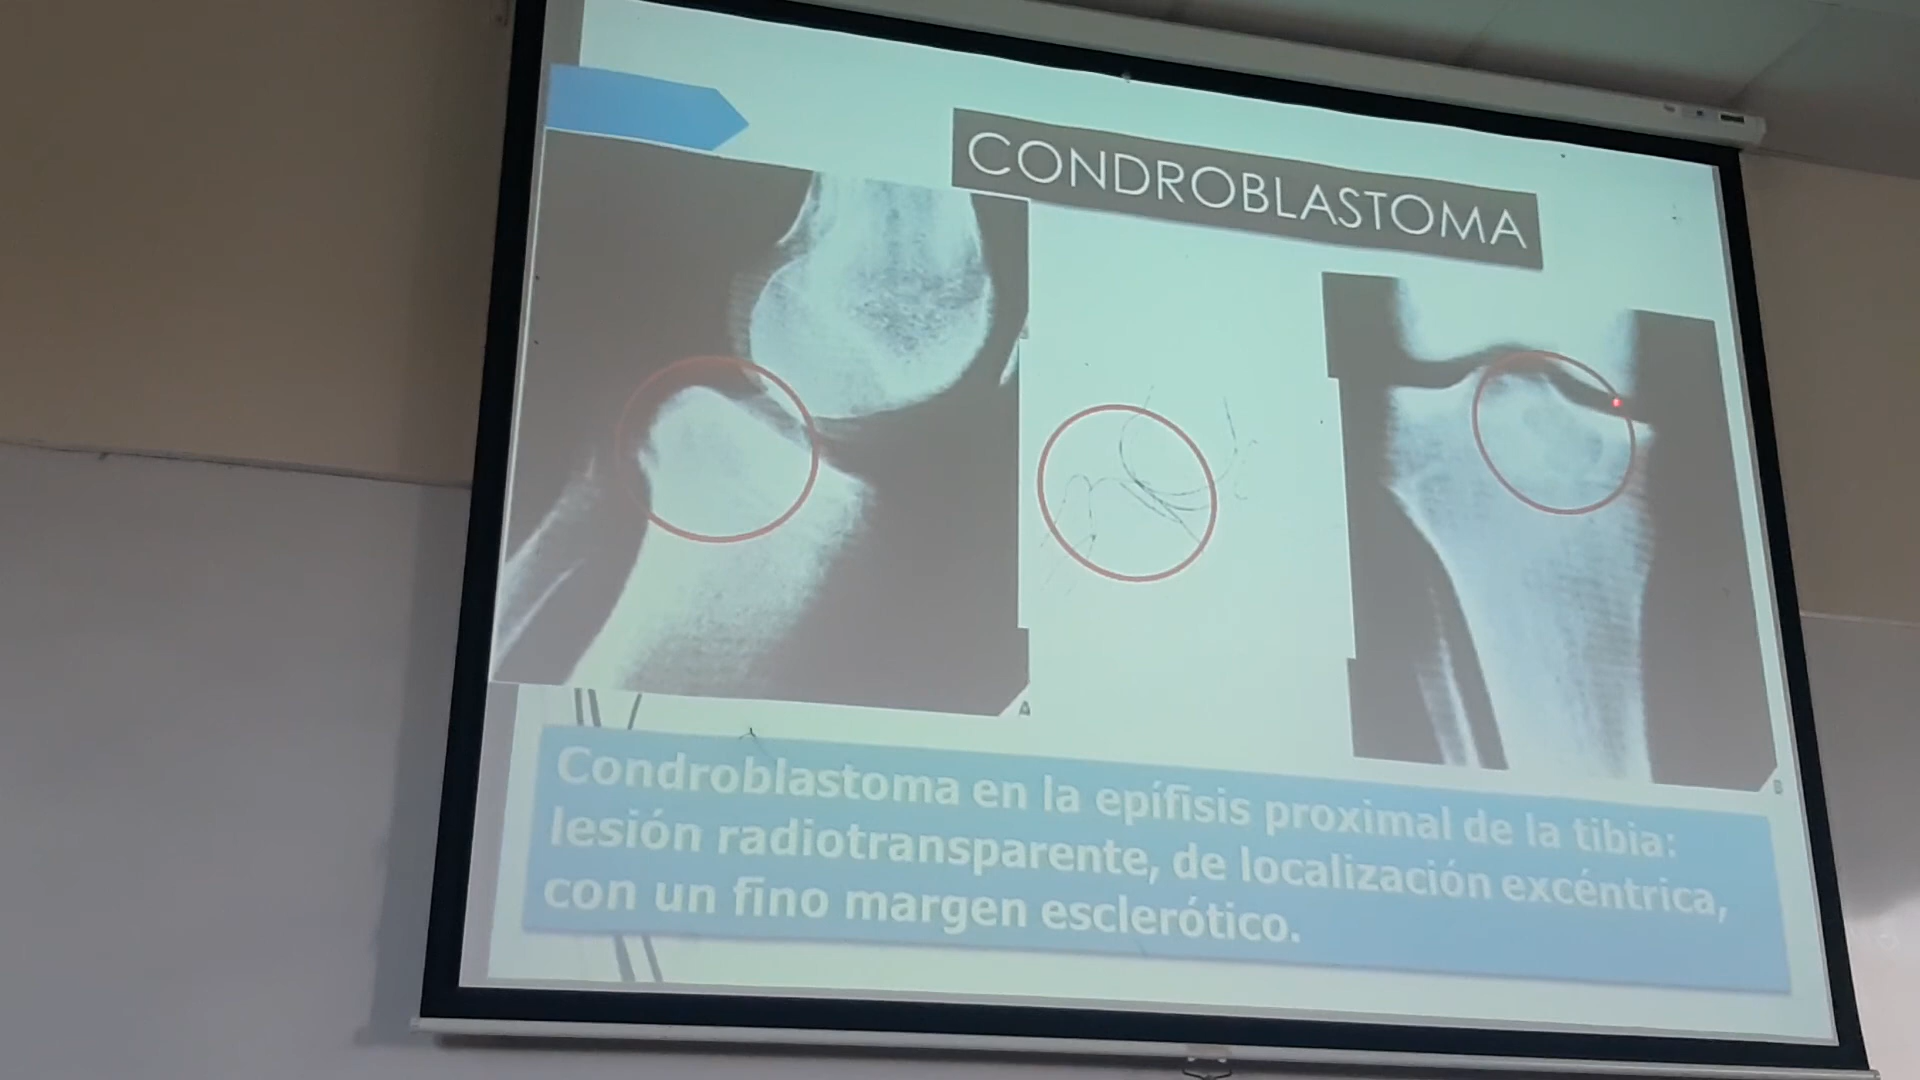 CONDROBLASTOMA
A
B
Condroblastoma en la epífisis proximal de la tibia:
lesión radiotransparente, de localización excéntrica,
con un fino margen esclerótico.